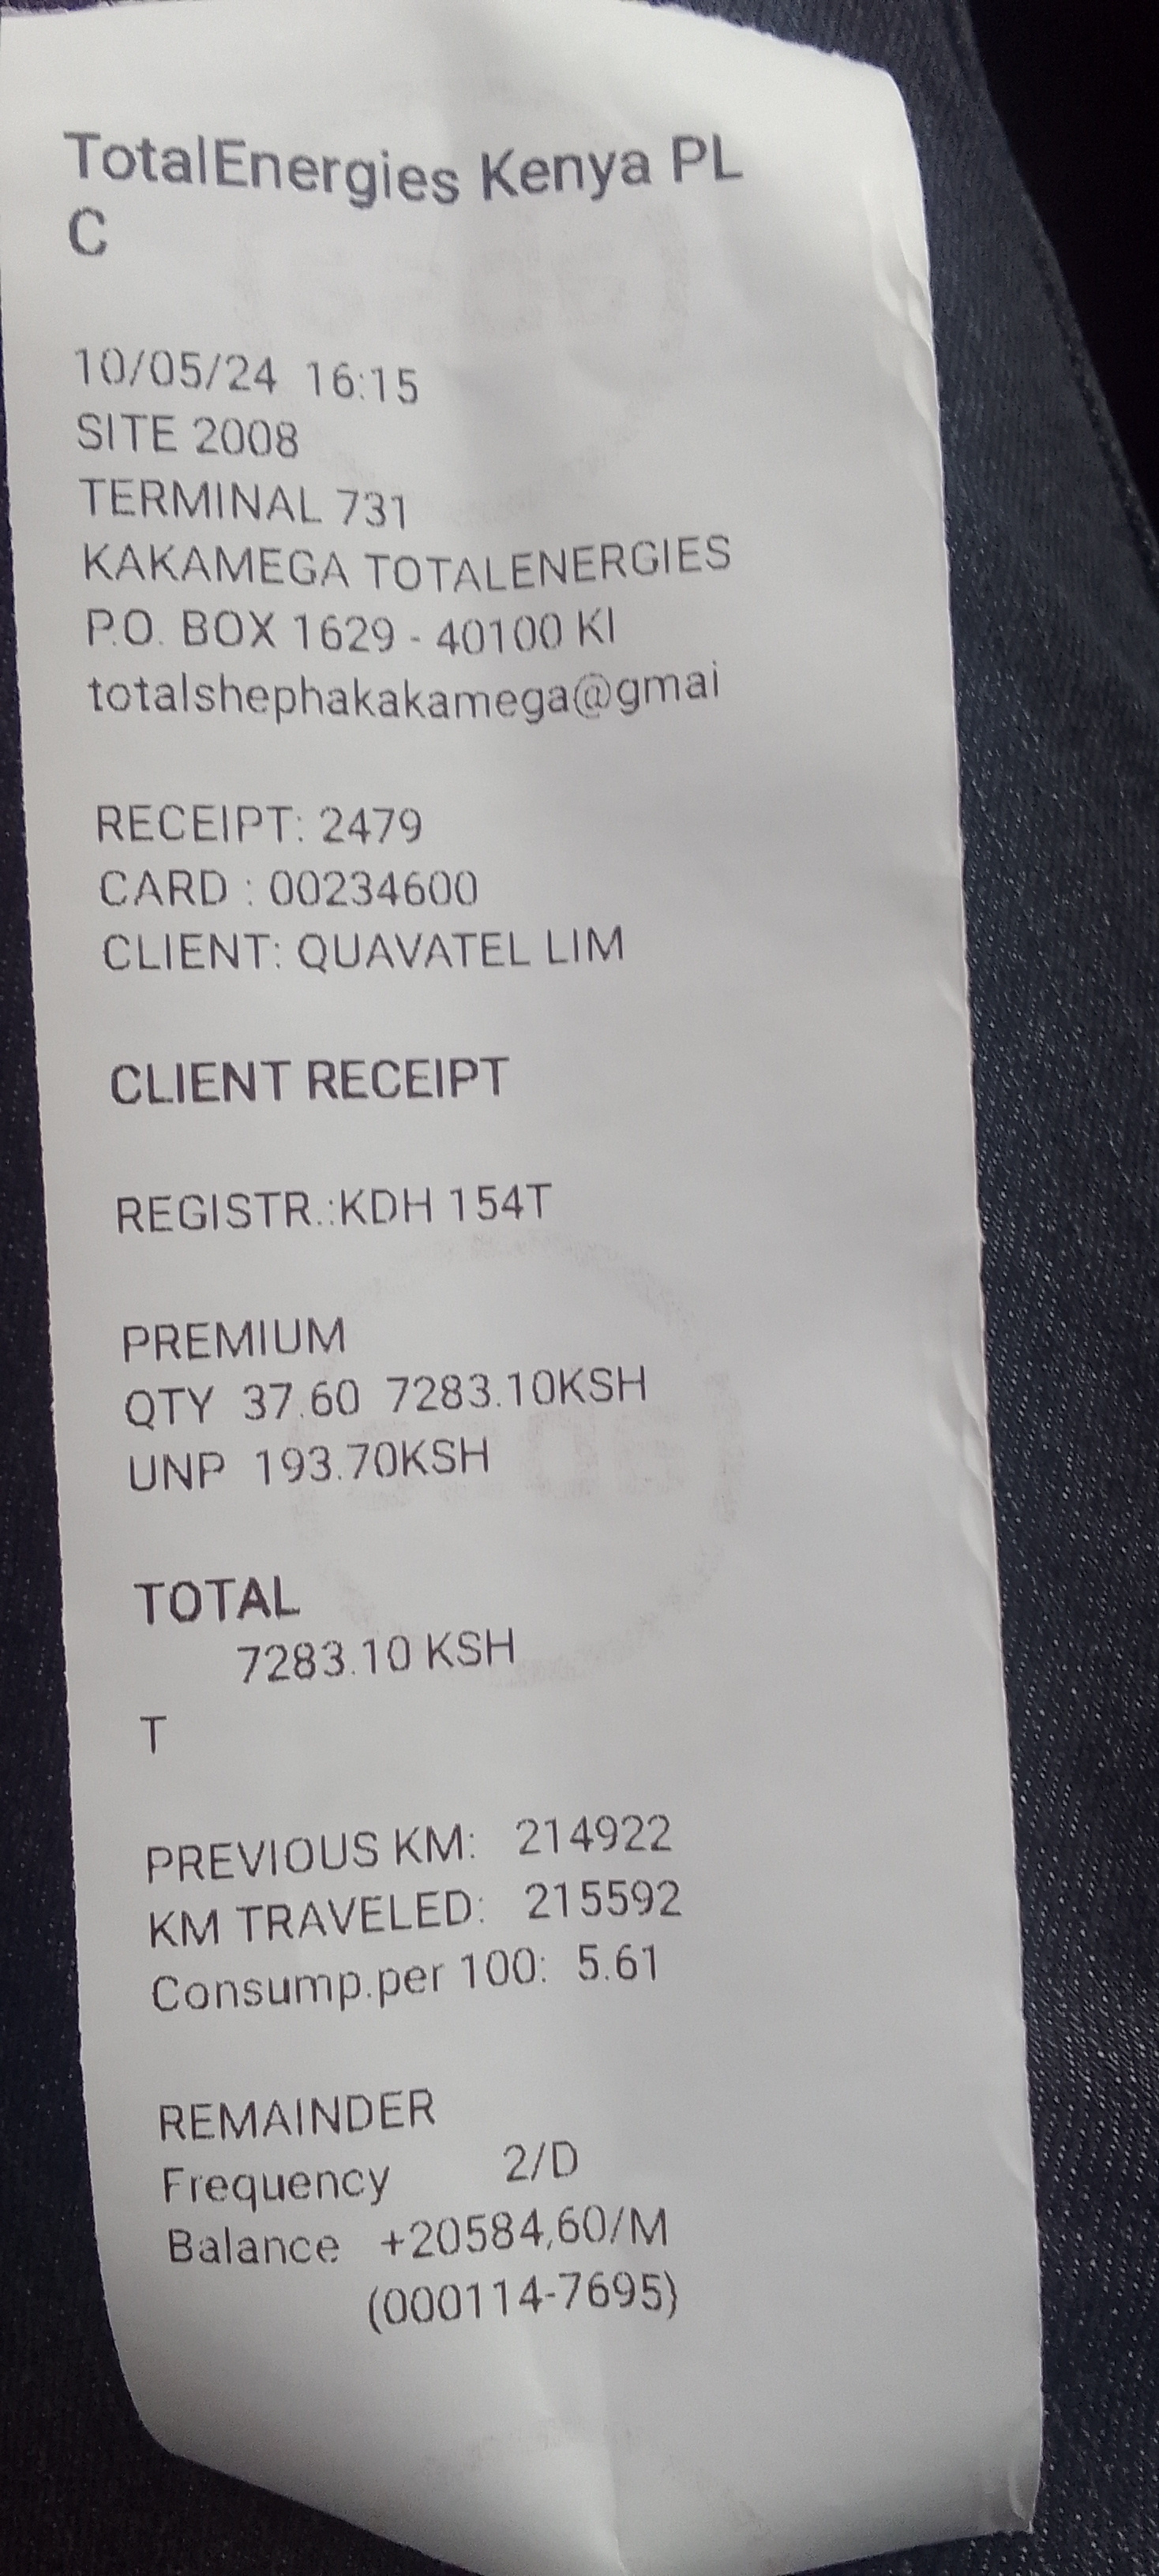 TotalEnergies Kenya PL
C
10/05/24 16:15
SITE 2008
TERMINAL 731
KAKAMEGA TOTALENERGIES
P.O. BOX 1629 - 40100 KI
totalshephakakamega@gmai
RECEIPT: 2479
CARD : 00234600
CLIENT: QUAVATEL LIM
CLIENT RECEIPT
REGISTR.:KDH 154T
PREMIUM
QTY 37.60 7283.10KSH
UNP 193.70KSH
TOTAL
7283.10 KSH
T
PREVIOUS KM: 214922
KM TRAVELED: 215592
Consump.per 100: 5.61
REMAINDER
Frequency 2/D
Balance +20584,60/M
(000114-7695)